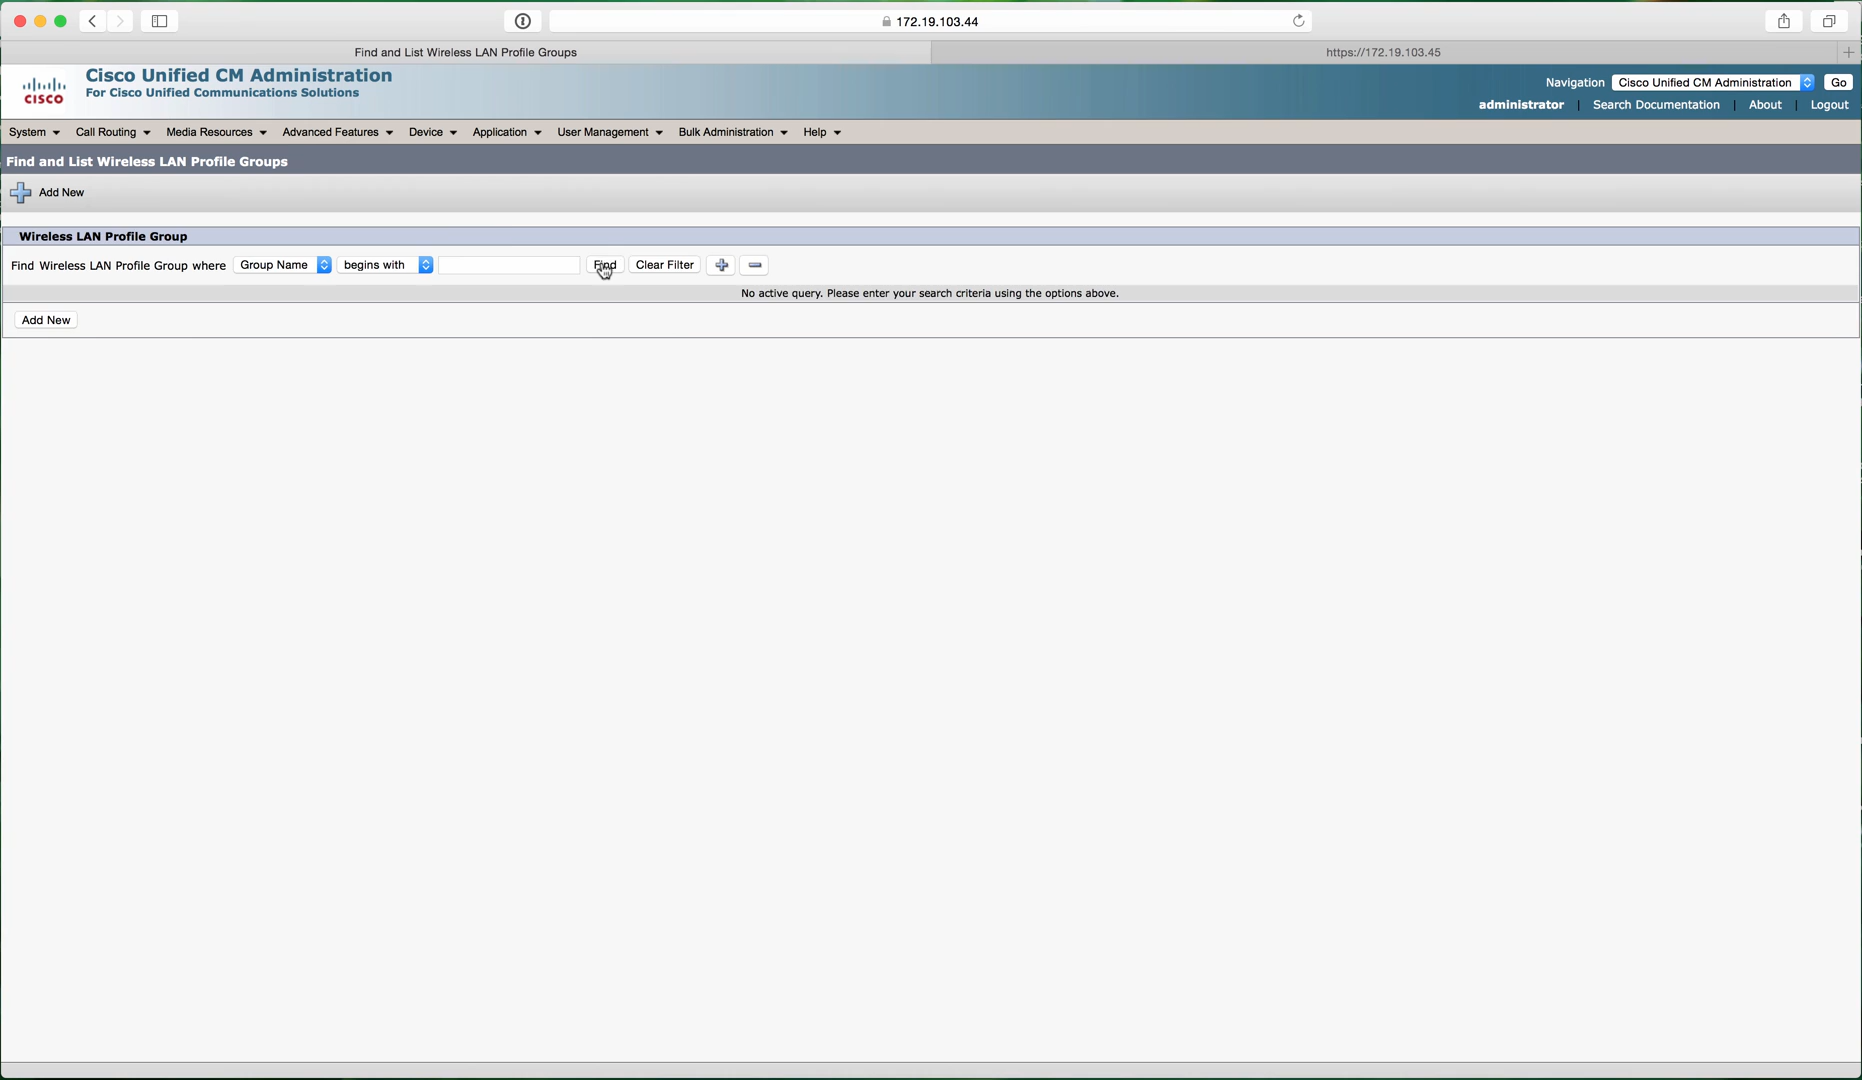 172.19.103.44
Find and List Wireless LAN Profile Groups
https://172.19.103.45
CISCO
Cisco Unified CM Administration
For Cisco Unified Communications Solutions
Navigation Cisco Unified CM Administration Go
administrator | Search Documentation | About | Logout
System Call Routing Media Resources Advanced Features Device Application User Management Bulk Administration Help
Find and List Wireless LAN Profile Groups
Add New
Wireless LAN Profile Group
Find Wireless LAN Profile Group where Group Name begins with Find Clear Filter
No active query. Please enter your search criteria using the options above.
Add New